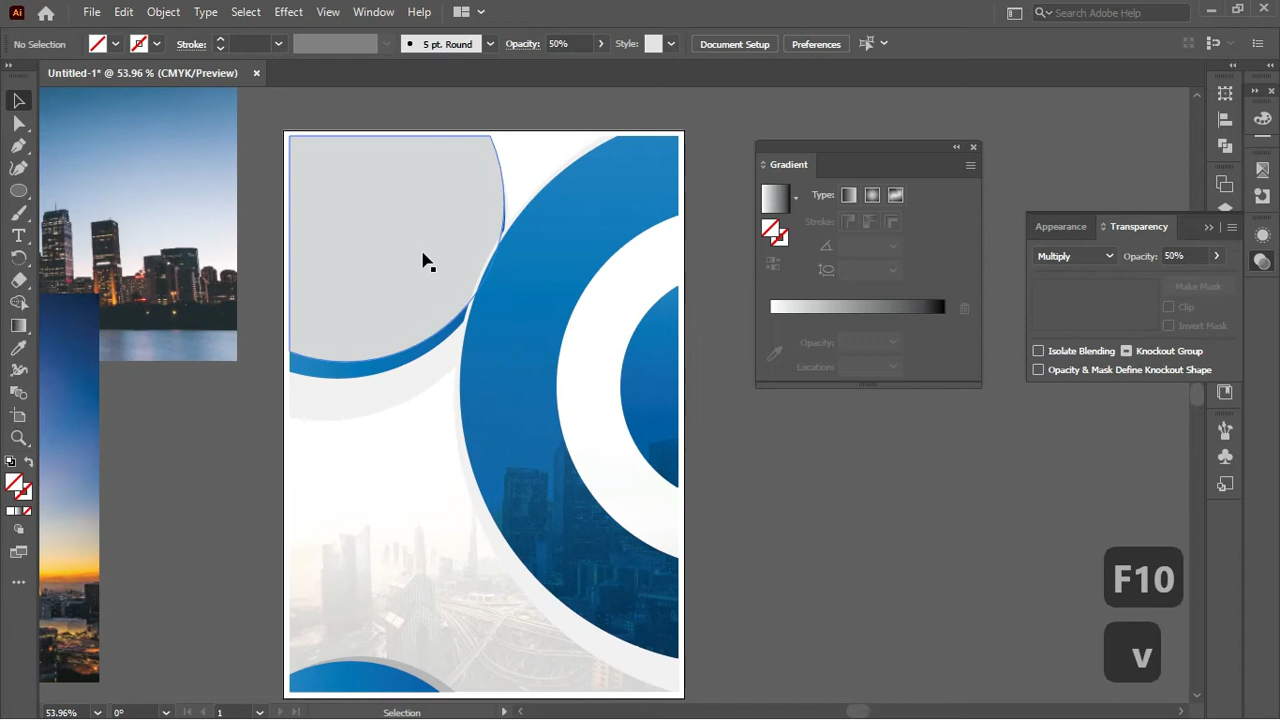 Ai File Edit Object Type Select Effect View Window Help Search Adobe Help
No Selection Stroke: 5 pt. Round Opacity: 50% Style: Document Setup Preferences
Untitled-1* @ 53.96 % (CMYK/Preview)
Gradient
Type:
Stroke:
Opacity:
Location:
Appearance Transparency
Multiply Opacity: 50%
Make Mask
Clip
Invert Mask
Isolate Blending Knockout Group
Opacity & Mask Define Knockout Shape
F10
v
53.96% 0° 1 Selection